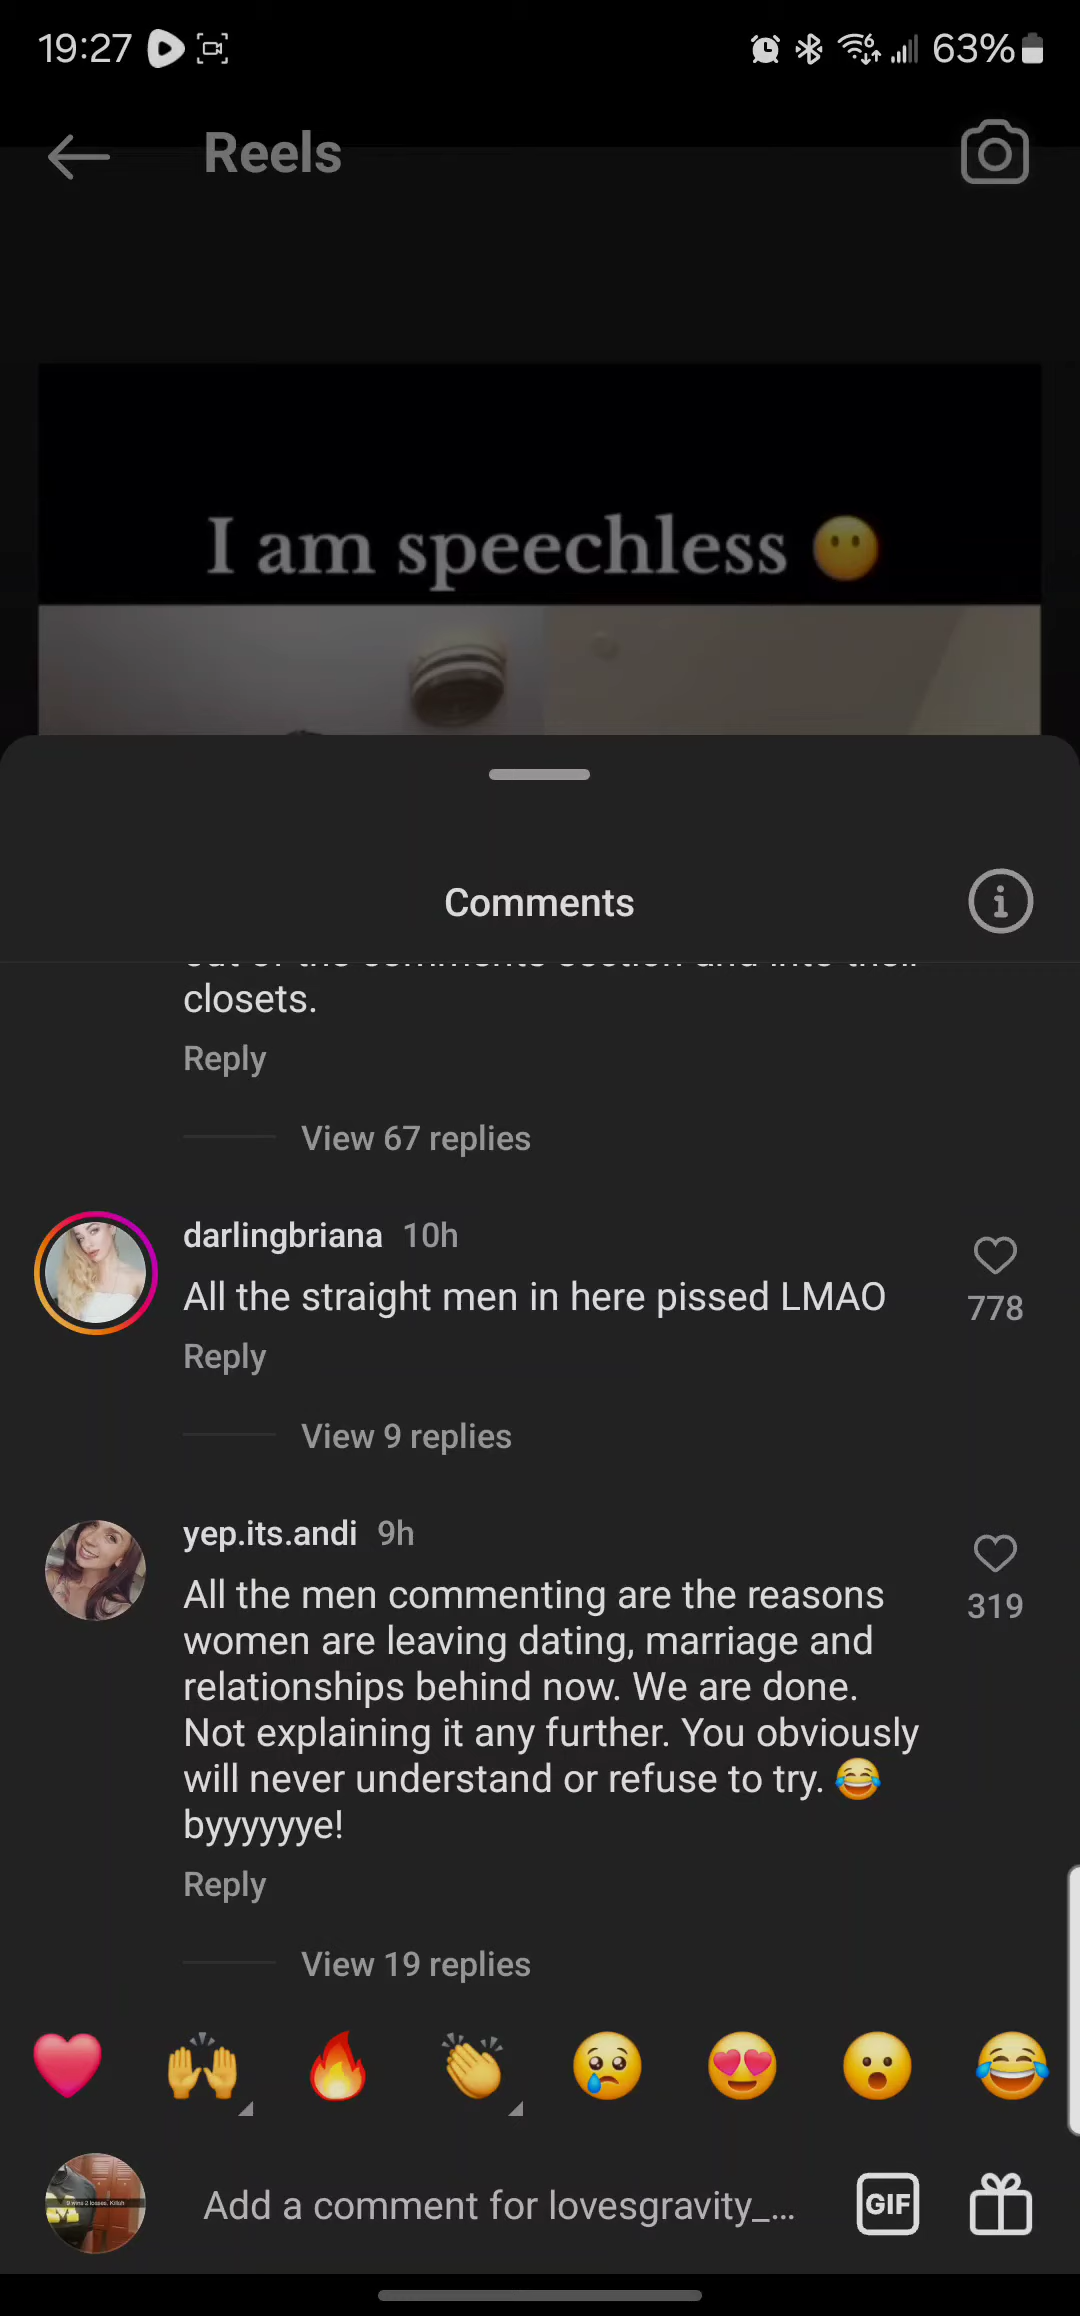 19:27
63%
Reels
I am speechless
Comments
closets.
Reply
View 67 replies
darlingbriana 10h
All the straight men in here pissed LMAO
778
Reply
View 9 replies
yep.its.andi 9h
All the men commenting are the reasons
women are leaving dating, marriage and
relationships behind now. We are done.
Not explaining it any further. You obviously
will never understand or refuse to try. 😂
byyyyyye!
319
Reply
View 19 replies
Add a comment for lovesgravity_...
GIF